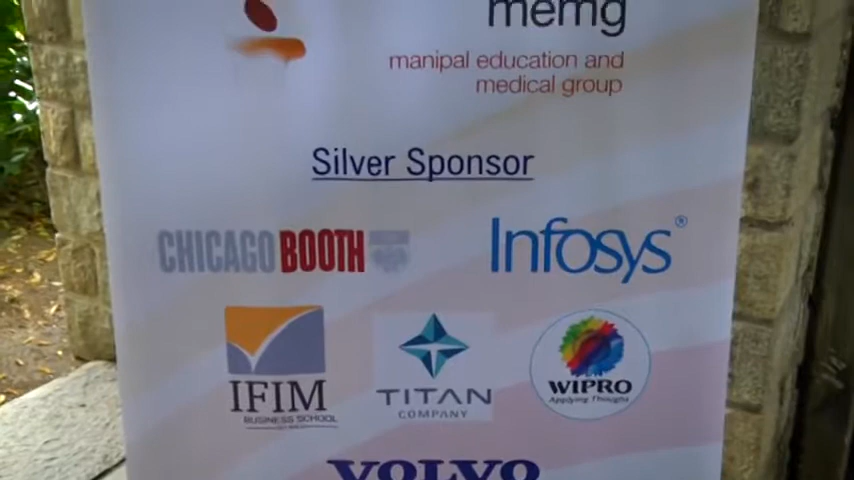 memg
manipal education and
medical group
Silver Sponsor
CHICAGO BOOTH
Infosys®
IFIM
BUSINESS SCHOOL
TITAN
COMPANY
WIPRO
Applying Thought
VOLVO